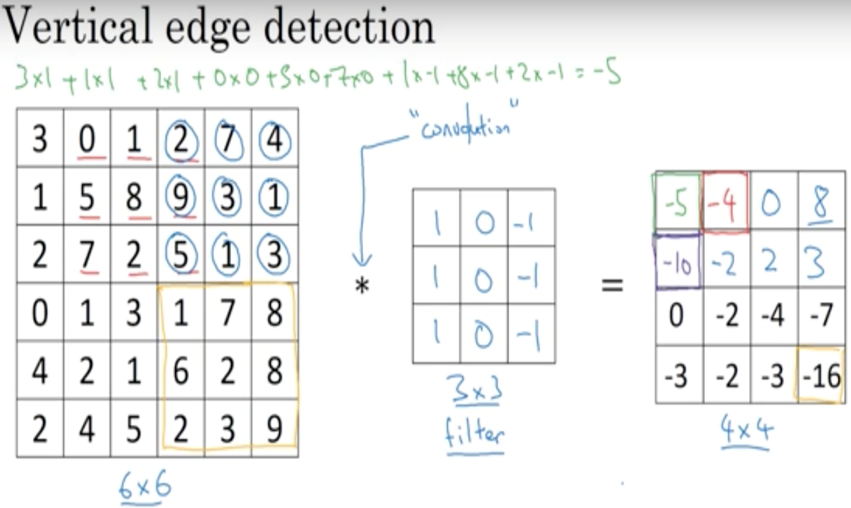 Vertical edge detection
3x1 + 1x1 + 2x1 + 0x0 + 5x0 + 7x0 + 1x-1 + 8x-1 + 2x-1 = -5
"convolution"
3 0 1 2 7 4
1 5 8 9 3 1
2 7 2 5 1 3
0 1 3 1 7 8
4 2 1 6 2 8
2 4 5 2 3 9
6x6
*
1 0 -1
1 0 -1
1 0 -1
3x3
filter
=
-5 -4 0 8
-10 -2 2 3
0 -2 -4 -7
-3 -2 -3 -16
4x4